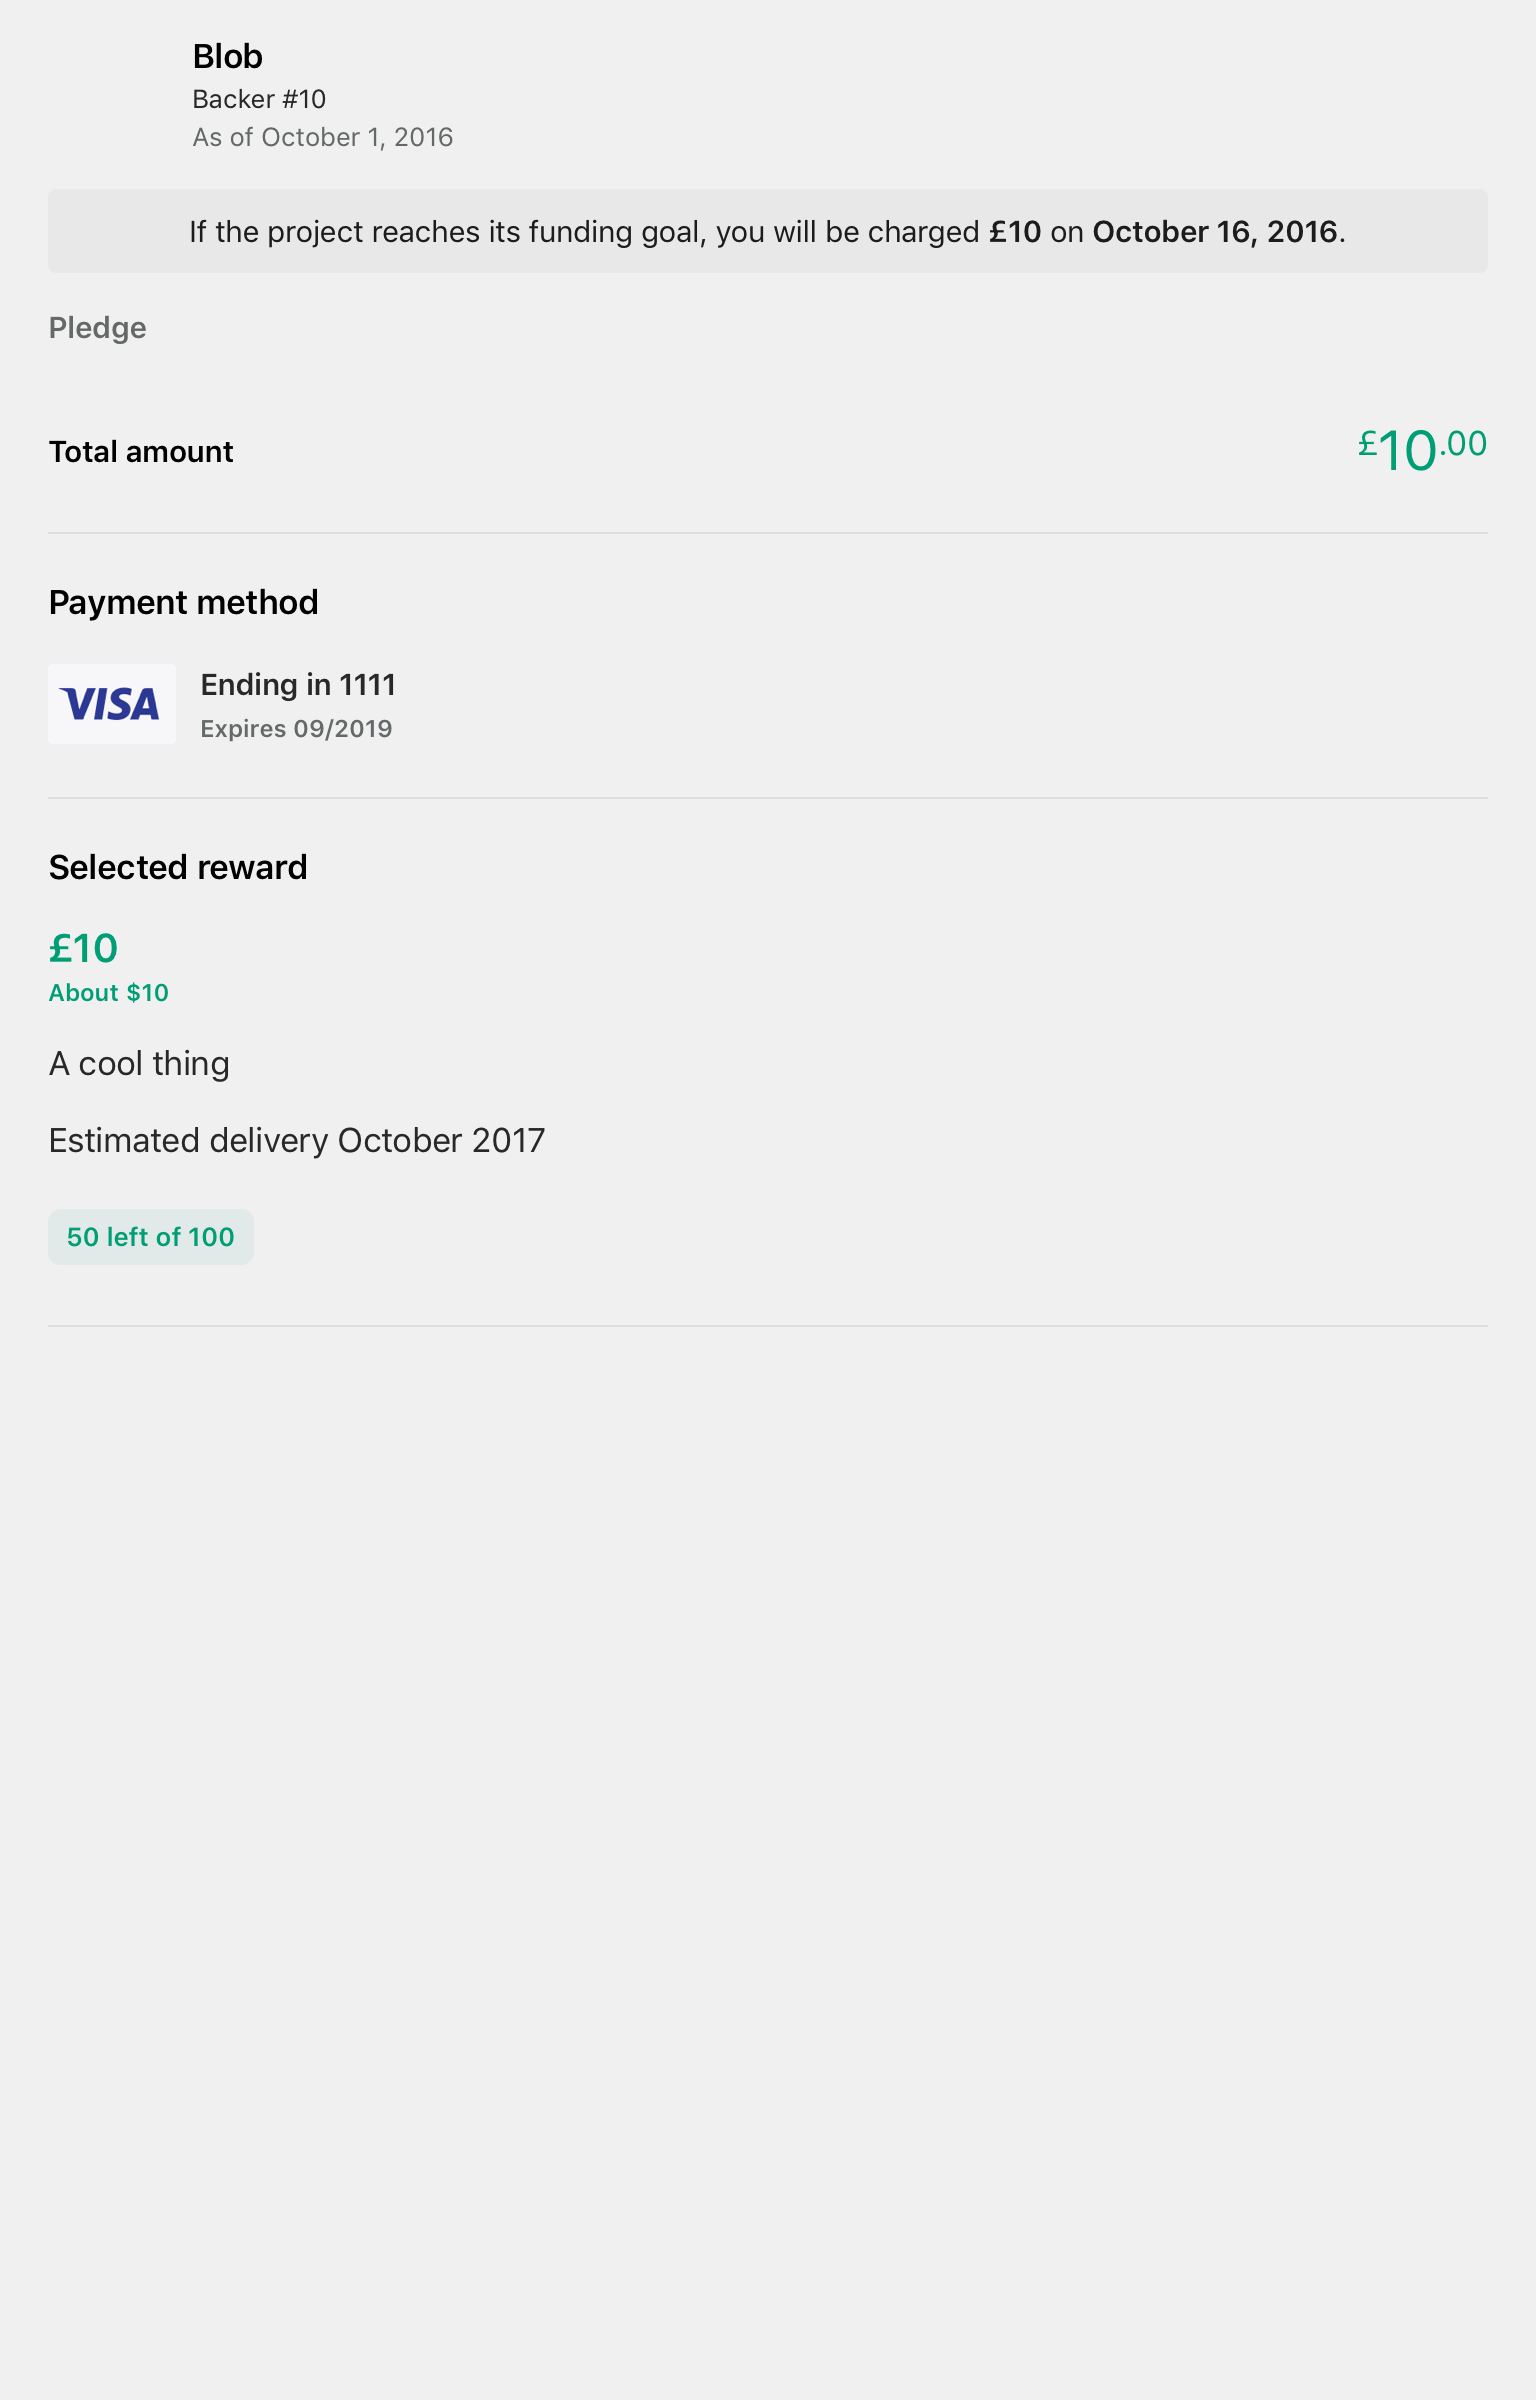 Blob
Backer #10
As of October 1, 2016
If the project reaches its funding goal, you will be charged £10 on October 16, 2016.
Pledge
Total amount
£10.00
Payment method
VISA
Ending in 1111
Expires 09/2019
Selected reward
£10
About $10
A cool thing
Estimated delivery October 2017
50 left of 100